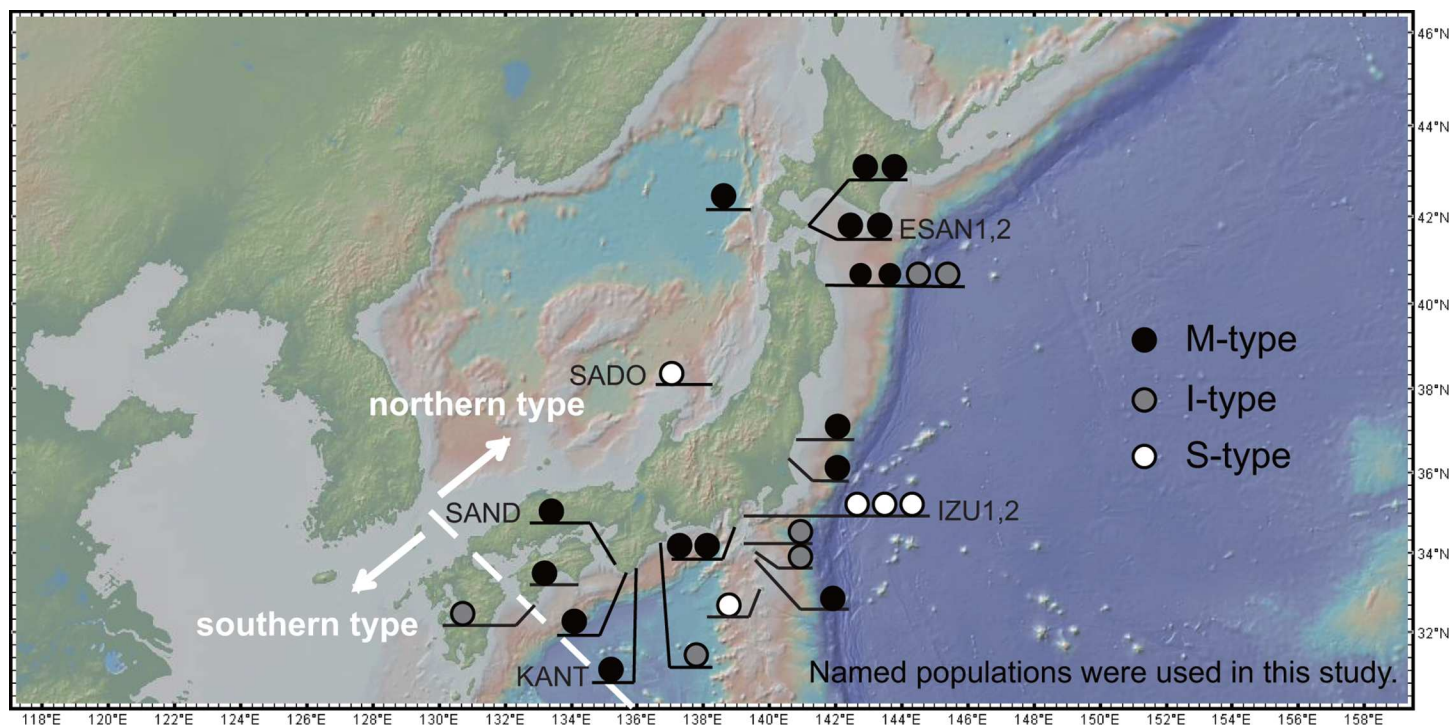 46°N
44°N
42°N
ESAN1,2
40°N
M-type
SADO
38°N
northern type
I-type
S-type
36°N
SAND
IZU1,2
34°N
southern type
32°N
KANT
Named populations were used in this study.
118°E 120°E 122°E 124°E 126°E 128°E 130°E 132°E 134°E 136°E 138°E 140°E 142°E 144°E 146°E 148°E 150°E 152°E 154°E 156°E 158°E